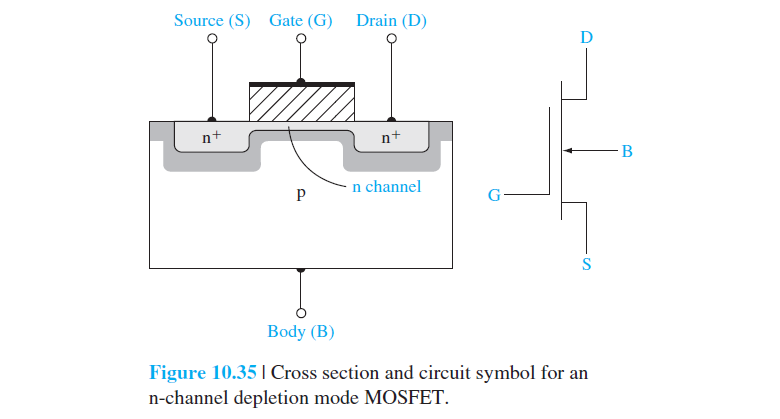 Source (S) Gate (G) Drain (D)
D
n+ n+
B
n channel
p
G
S
Body (B)
Figure 10.35 | Cross section and circuit symbol for an
n-channel depletion mode MOSFET.